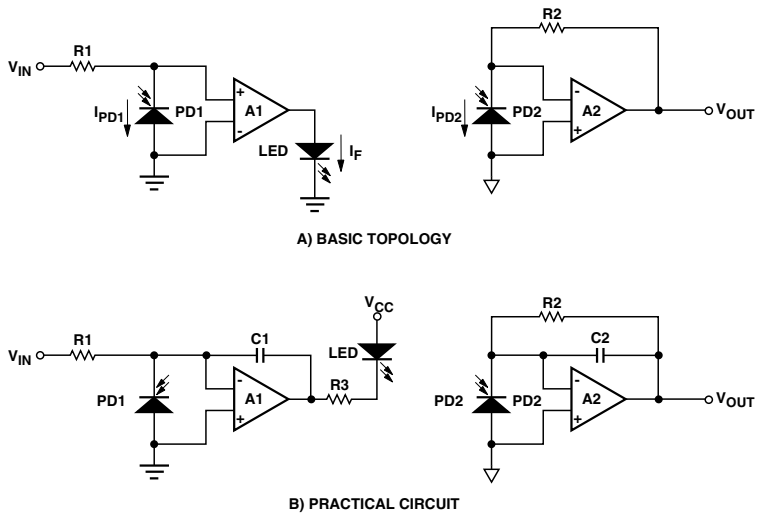 R1
V_IN
I_PD1
PD1
+
-
A1
LED
I_F
R2
I_PD2
PD2
-
+
A2
V_OUT
A) BASIC TOPOLOGY
R1
V_IN
PD1
C1
-
+
A1
R3
LED
V_CC
R2
C2
PD2 PD2
-
+
A2
V_OUT
B) PRACTICAL CIRCUIT